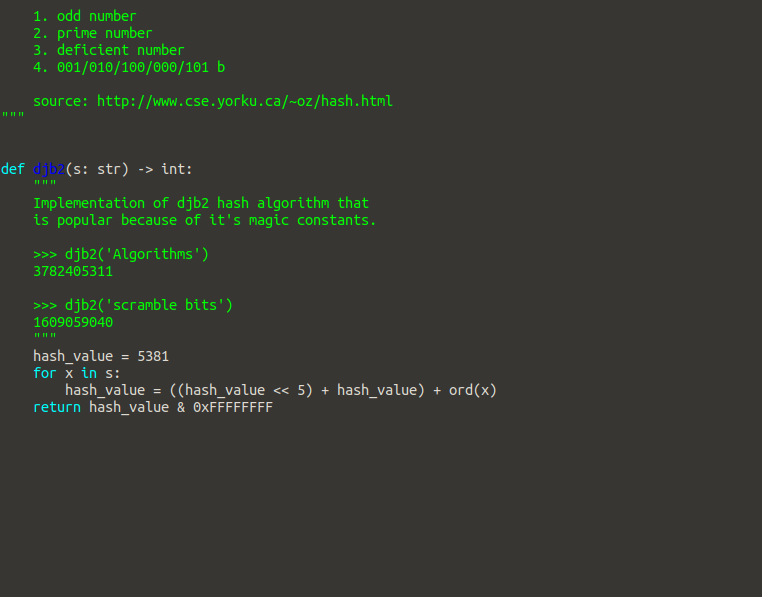 1. odd number
2. prime number
3. deficient number
4. 001/010/100/000/101 b
source: http://www.cse.yorku.ca/~oz/hash.html
"""
def djb2(s: str) -> int:
"""
Implementation of djb2 hash algorithm that
is popular because of it's magic constants.
>>> djb2('Algorithms')
3782405311
>>> djb2('scramble bits')
1609059040
"""
hash_value = 5381
for x in s:
hash_value = ((hash_value << 5) + hash_value) + ord(x)
return hash_value & 0xFFFFFFFF